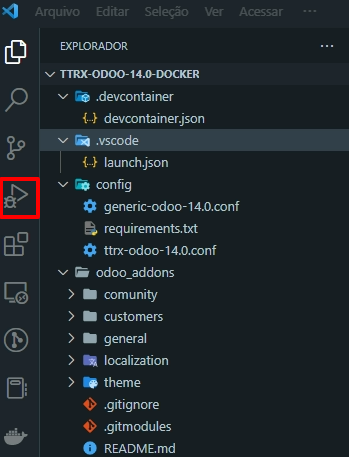 Arquivo Editar Seleção Ver Acessar ...
EXPLORADOR ...
TTRX-ODOO-14.0-DOCKER
.devcontainer
{..} devcontainer.json
.vscode
{..} launch.json
config
generic-odoo-14.0.conf
requirements.txt
ttrx-odoo-14.0.conf
odoo_addons
comunity
customers
general
localization
theme
.gitignore
.gitmodules
README.md